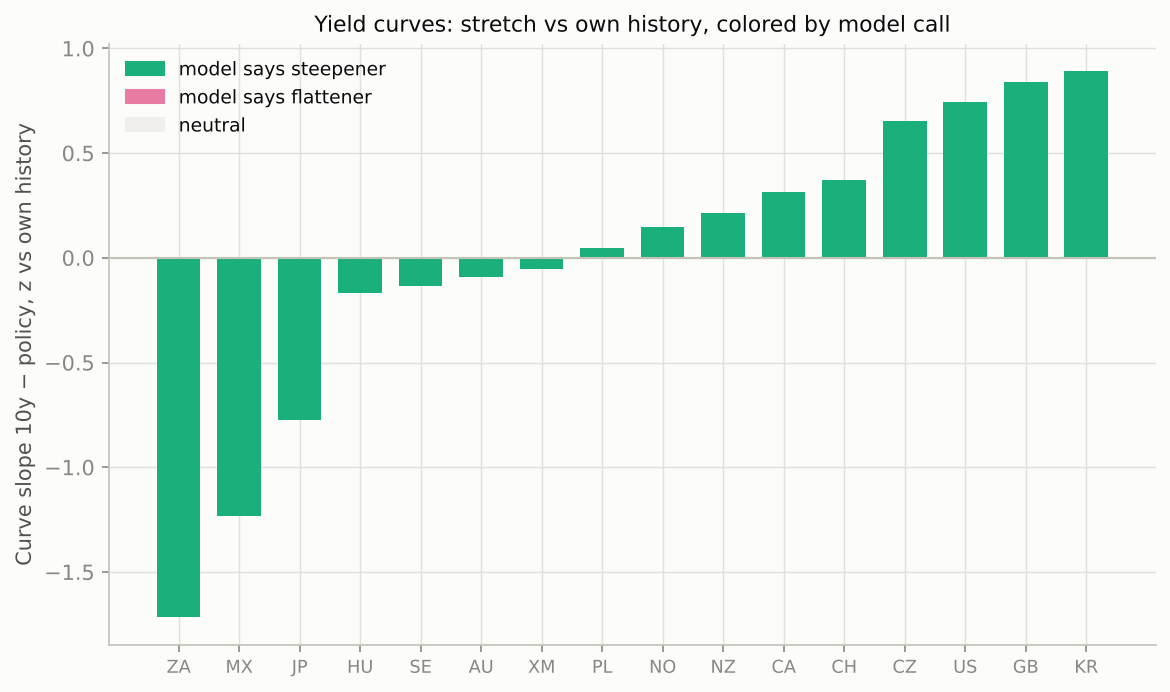 Yield curves: stretch vs own history, colored by model call
model says steepener
model says flattener
neutral
Curve slope 10y − policy, z vs own history
1.0
0.5
0.0
−0.5
−1.0
−1.5
ZA MX JP HU SE AU XM PL NO NZ CA CH CZ US GB KR